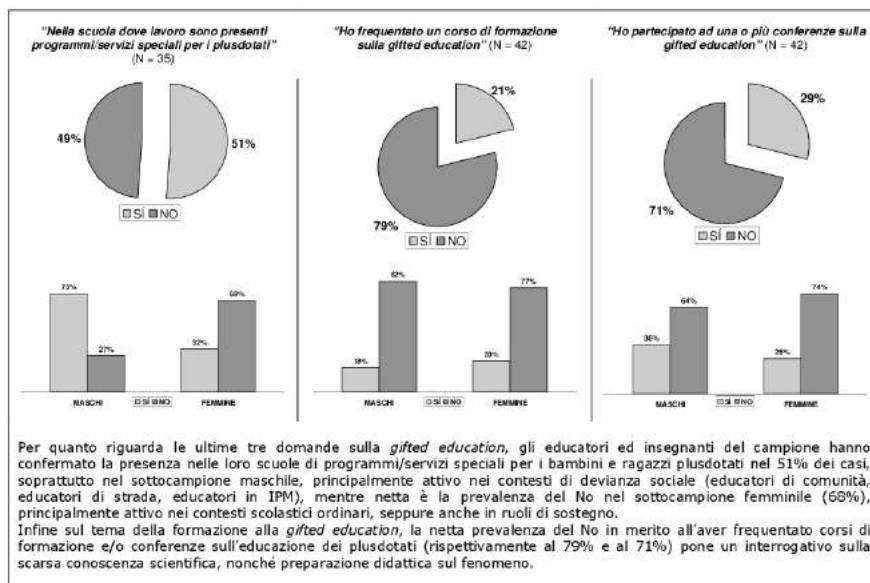 "Nella scuola dove lavoro sono presenti
programmi/servizi speciali per i plusdotati"
(N = 35)
49%
51%
SÌ NO
73%
27%
32%
68%
MASCHI
SÌ NO
FEMMINE
"Ho frequentato un corso di formazione
sulla gifted education" (N = 42)
21%
79%
SÌ NO
18%
82%
23%
77%
MASCHI
SÌ NO
FEMMINE
"Ho partecipato ad una o più conferenze sulla
gifted education" (N = 42)
29%
71%
SÌ NO
36%
64%
26%
74%
MASCHI
SÌ NO
FEMMINE
Per quanto riguarda le ultime tre domande sulla gifted education, gli educatori ed insegnanti del campione hanno
confermato la presenza nelle loro scuole di programmi/servizi speciali per i bambini e ragazzi plusdotati nel 51% dei casi,
soprattutto nel sottocampione maschile, principalmente attivo nei contesti di devianza sociale (educatori di comunità,
educatori di strada, educatori in IPM), mentre netta è la prevalenza del No nel sottocampione femminile (68%),
principalmente attivo nei contesti scolastici ordinari, seppure anche in ruoli di sostegno.
Infine sul tema della formazione alla gifted education, la netta prevalenza del No in merito all'aver frequentato corsi di
formazione e/o conferenze sull'educazione dei plusdotati (rispettivamente al 79% e al 71%) pone un interrogativo sulla
scarsa conoscenza scientifica, nonché preparazione didattica sul fenomeno.